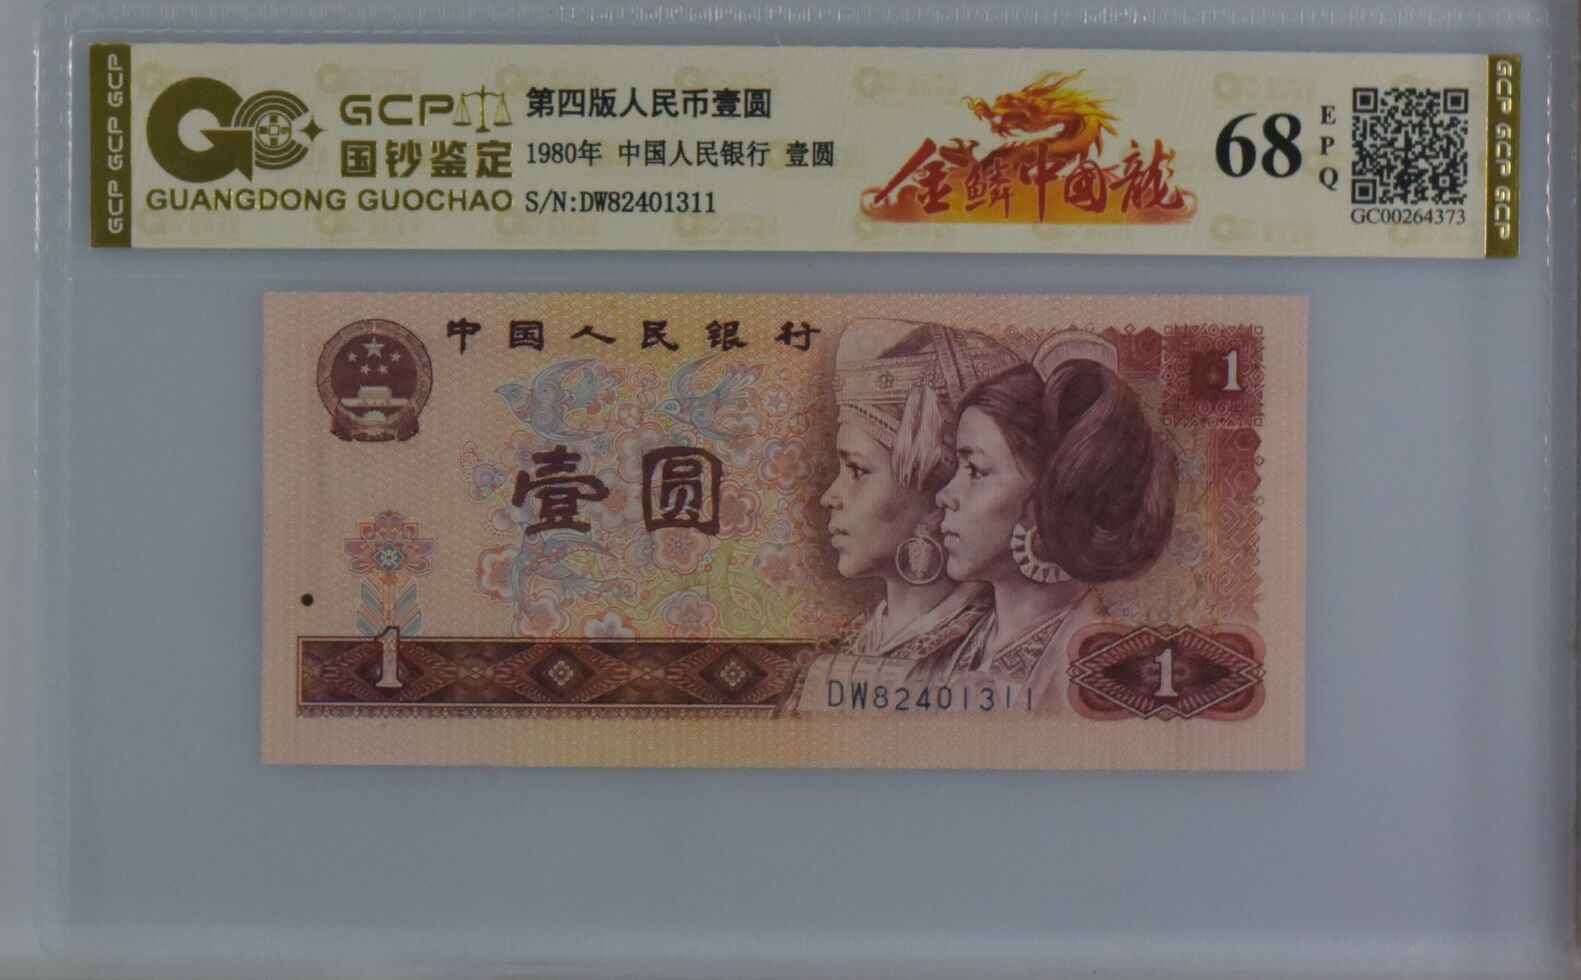 GCP GCP GCP
GCP
国钞鉴定
GUANGDONG GUOCHAO
第四版人民币壹圆
1980年 中国人民银行 壹圆
S/N:DW82401311
金鳞中國龍
68
EPQ
GC00264373
GCP GCP GCP
中国人民银行
1
壹圆
1
1
DW82401311